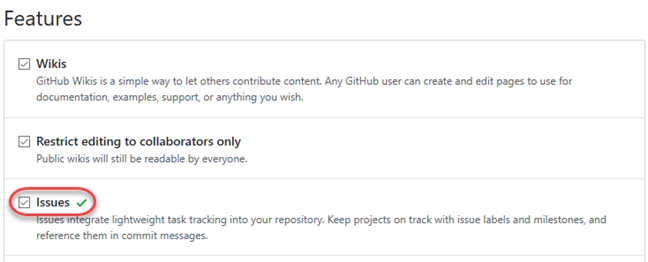 Features
Wikis
GitHub Wikis is a simple way to let others contribute content. Any GitHub user can create and edit pages to use for
documentation, examples, support, or anything you wish.
Restrict editing to collaborators only
Public wikis will still be readable by everyone.
Issues
Issues integrate lightweight task tracking into your repository. Keep projects on track with issue labels and milestones, and
reference them in commit messages.